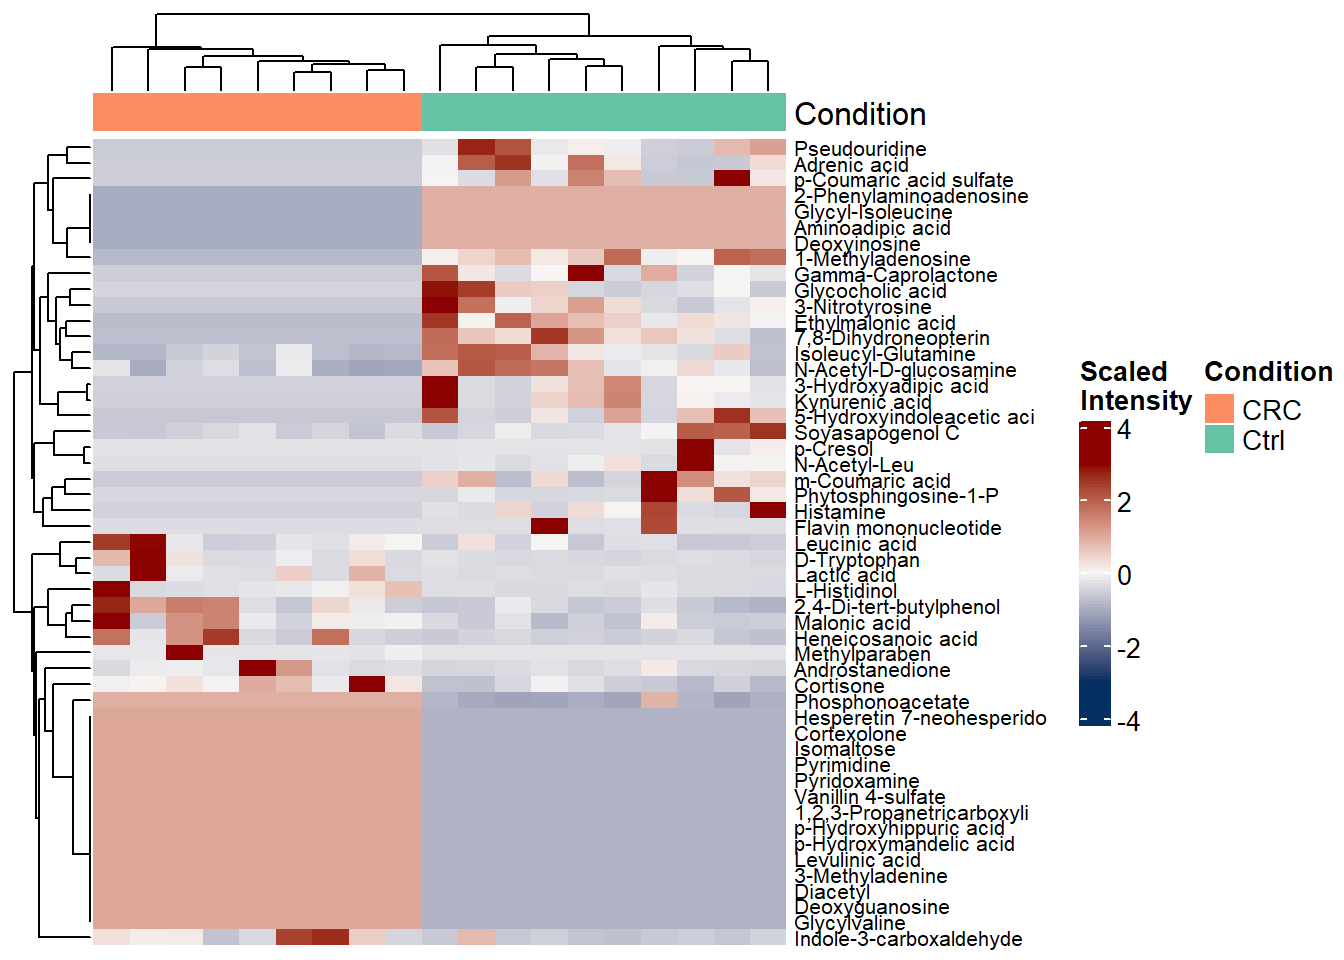 Condition
Pseudouridine
Adrenic acid
p-Coumaric acid sulfate
2-Phenylaminoadenosine
Glycyl-Isoleucine
Aminoadipic acid
Deoxyinosine
1-Methyladenosine
Gamma-Caprolactone
Glycocholic acid
3-Nitrotyrosine
Ethylmalonic acid
7,8-Dihydroneopterin
Isoleucyl-Glutamine
N-Acetyl-D-glucosamine
3-Hydroxyadipic acid
Kynurenic acid
5-Hydroxyindoleacetic aci
Soyasapogenol C
p-Cresol
N-Acetyl-Leu
m-Coumaric acid
Phytosphingosine-1-P
Histamine
Flavin mononucleotide
Leucinic acid
D-Tryptophan
Lactic acid
L-Histidinol
2,4-Di-tert-butylphenol
Malonic acid
Heneicosanoic acid
Methylparaben
Androstanedione
Cortisone
Phosphonoacetate
Hesperetin 7-neohesperido
Cortexolone
Isomaltose
Pyrimidine
Pyridoxamine
Vanillin 4-sulfate
1,2,3-Propanetricarboxyli
p-Hydroxyhippuric acid
p-Hydroxymandelic acid
Levulinic acid
3-Methyladenine
Diacetyl
Deoxyguanosine
Glycylvaline
Indole-3-carboxaldehyde
Scaled
Intensity
4
2
0
-2
-4
Condition
CRC
Ctrl